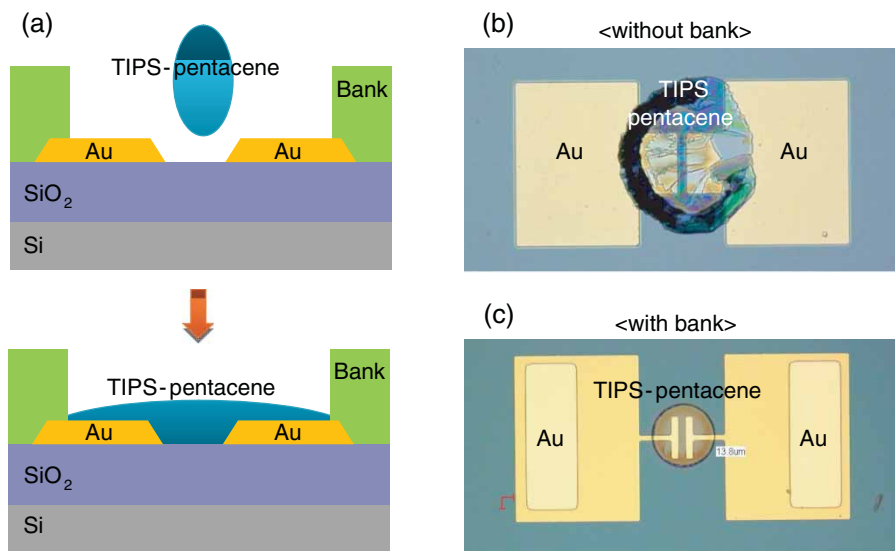 (a)
TIPS-pentacene
Bank
Au
Au
SiO2
Si
TIPS-pentacene
Bank
Au
Au
SiO2
Si
(b)
<without bank>
TIPS
pentacene
Au
Au
(c)
<with bank>
TIPS-pentacene
Au
Au
13.8um